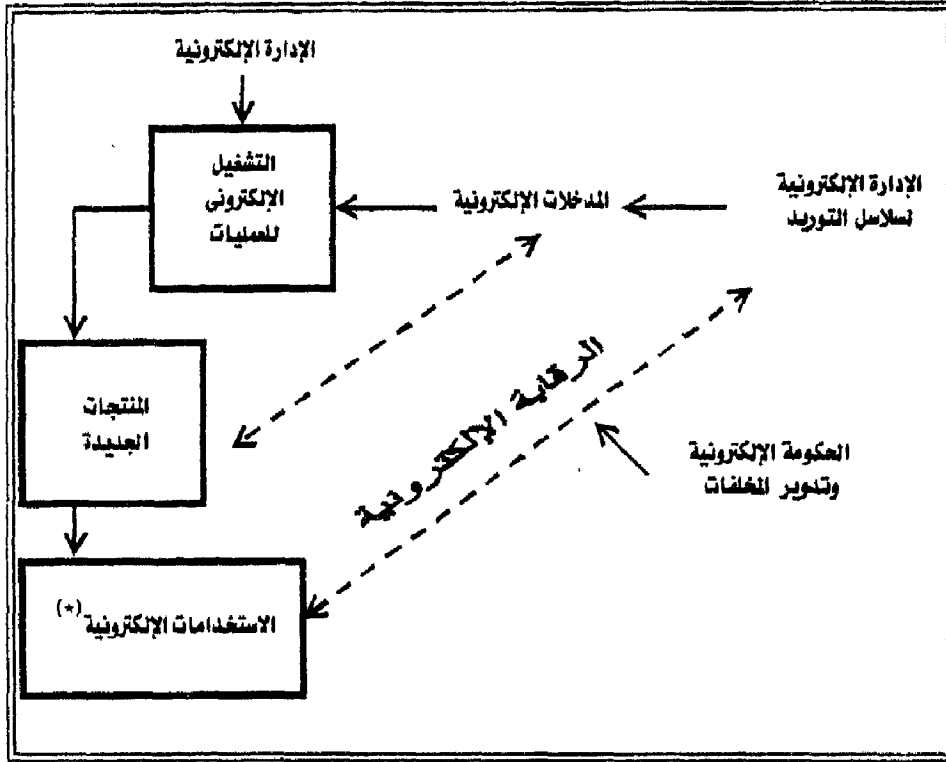 الإدارة الإلكترونية
التشغيل
الإلكترونى
للعمليات
المدخلات الإلكترونية
الإدارة الإلكترونية
لسلاسل التوريد
المنتجات
الجديدة
الرقابة الإلكترونية
الحكومة الإلكترونية
وتدوير المخلفات
الاستخدامات الإلكترونية (*)